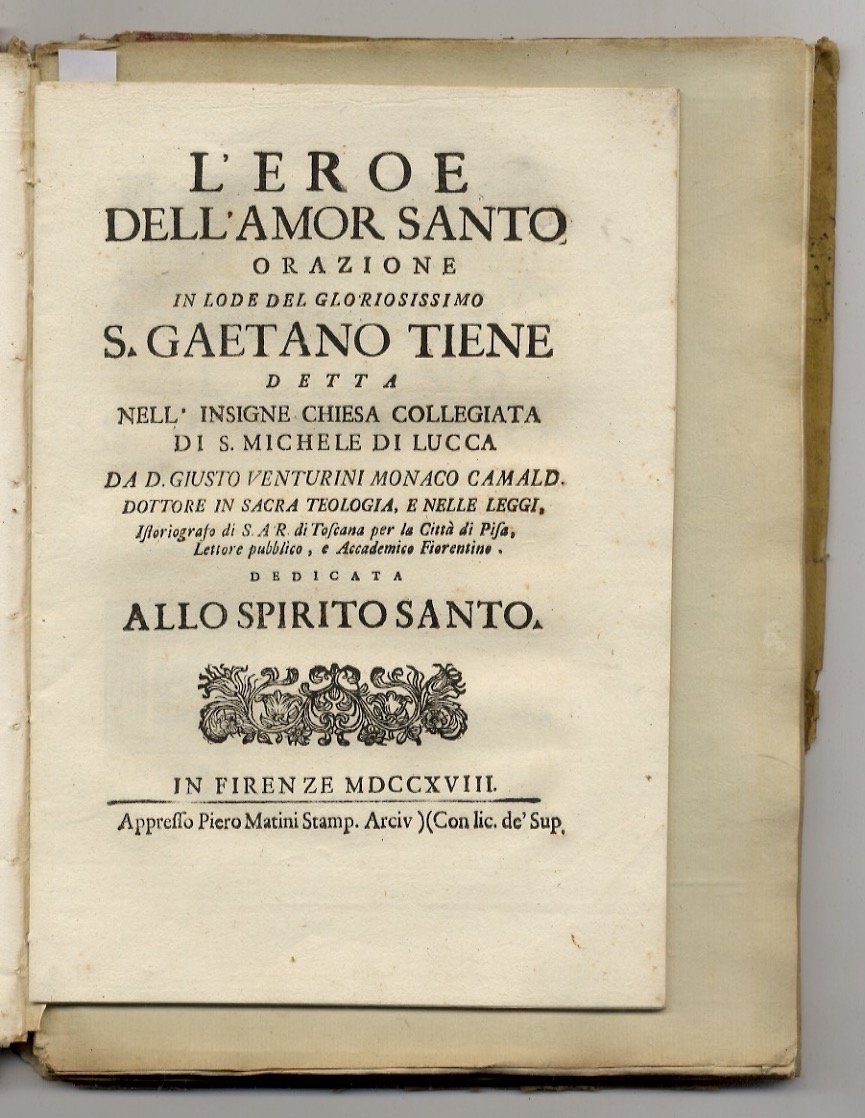 L'EROE
DELL'AMOR SANTO
ORAZIONE
IN LODE DEL GLORIOSISSIMO
S. GAETANO TIENE
DETTA
NELL' INSIGNE CHIESA COLLEGIATA
DI S. MICHELE DI LUCCA
DA D. GIUSTO VENTURINI MONACO CAMALD.
DOTTORE IN SACRA TEOLOGIA, E NELLE LEGGI,
Iſtoriografo di S. A R. di Toſcana per la Città di Piſa,
Lettore pubblico, e Accademico Fiorentino.
DEDICATA
ALLO SPIRITO SANTO.
IN FIRENZE MDCCXVIII.
Appreſſo Piero Matini Stamp. Arciv )(Con lic. de' Sup.